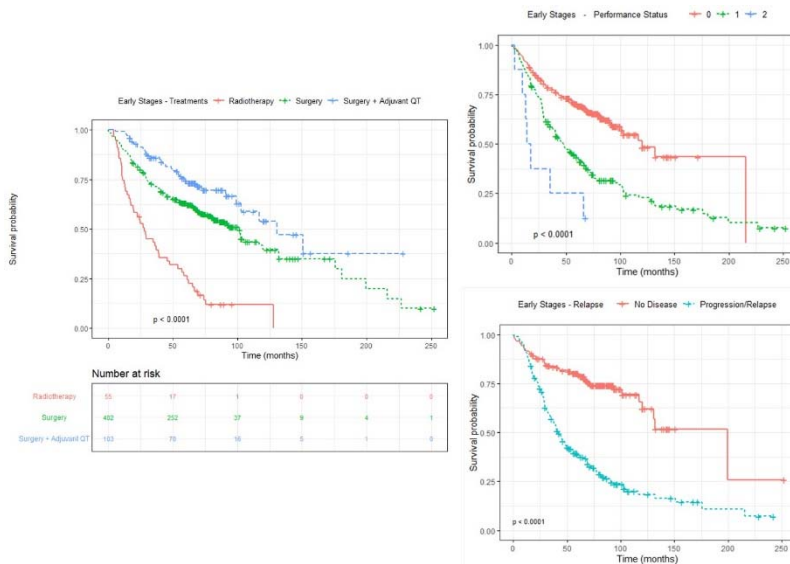 Early Stages - Treatments Radiotherapy Surgery Surgery + Adjuvant QT
Survival probability
1.00
0.75
0.50
0.25
0.00
p < 0.0001
0 50 100 150 200 250
Time (months)
Number at risk
Radiotherapy 55 17 1 0 0 0
Surgery 402 252 37 9 4 1
Surgery + Adjuvant QT 103 70 16 5 1 0
Early Stages - Performance Status 0 1 2
Survival probability
1.00
0.75
0.50
0.25
0.00
p < 0.0001
0 50 100 150 200 250
Time (months)
Early Stages - Relapse No Disease Progression/Relapse
Survival probability
1.00
0.75
0.50
0.25
0.00
p < 0.0001
0 50 100 150 200 250
Time (months)